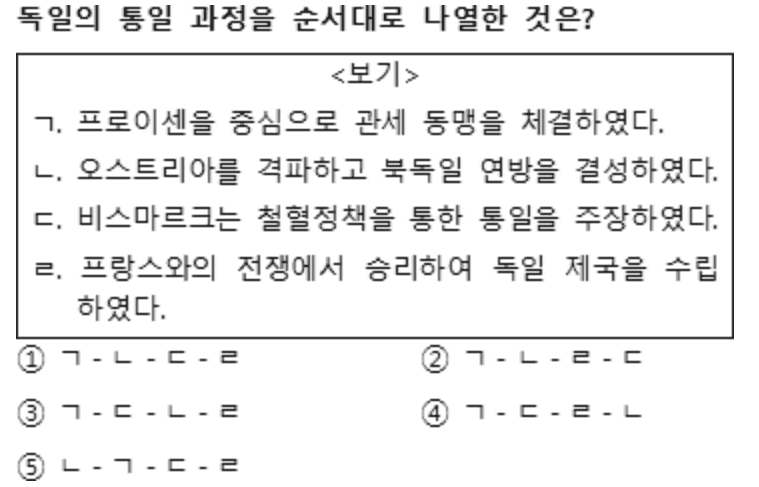 독일의 통일 과정을 순서대로 나열한 것은?
<보기>
ㄱ. 프로이센을 중심으로 관세 동맹을 체결하였다.
ㄴ. 오스트리아를 격파하고 북독일 연방을 결성하였다.
ㄷ. 비스마르크는 철혈정책을 통한 통일을 주장하였다.
ㄹ. 프랑스와의 전쟁에서 승리하여 독일 제국을 수립
하였다.
① ㄱ - ㄴ - ㄷ - ㄹ ② ㄱ - ㄴ - ㄹ - ㄷ
③ ㄱ - ㄷ - ㄴ - ㄹ ④ ㄱ - ㄷ - ㄹ - ㄴ
⑤ ㄴ - ㄱ - ㄷ - ㄹ